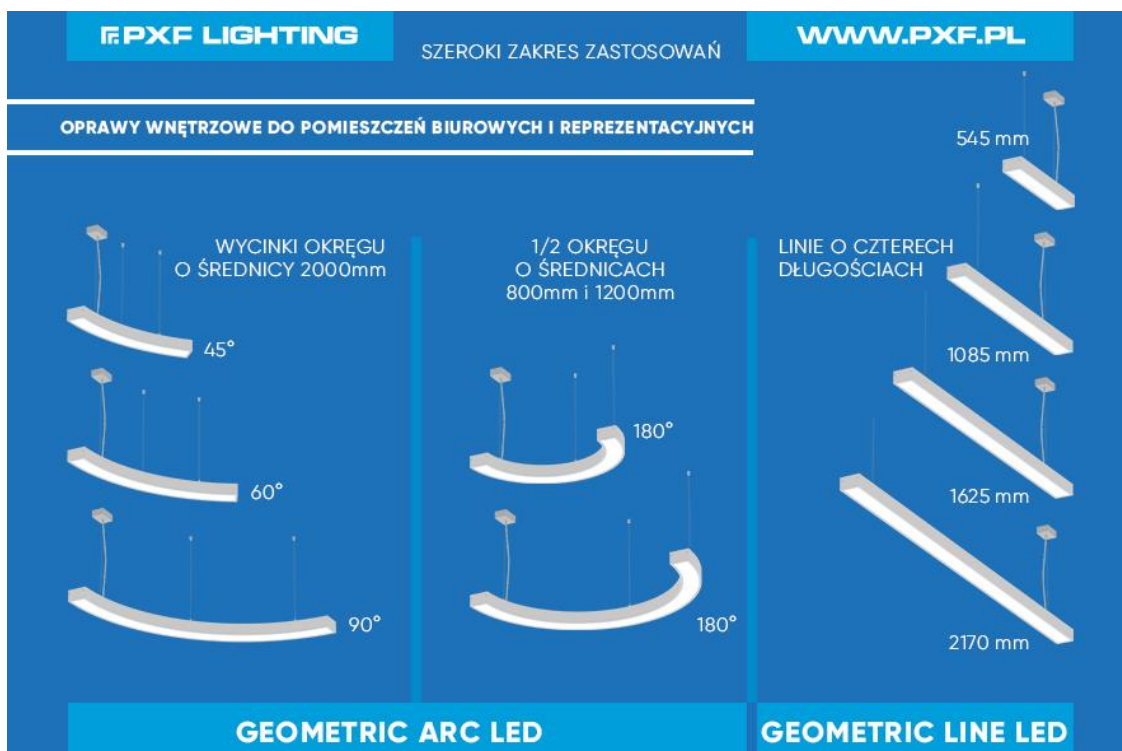 PXF LIGHTING
SZEROKI ZAKRES ZASTOSOWAŃ
WWW.PXF.PL
OPRAWY WNĘTRZOWE DO POMIESZCZEŃ BIUROWYCH I REPREZENTACYJNYCH
WYCINKI OKRĘGU
O ŚREDNICY 2000mm
45°
60°
90°
1/2 OKRĘGU
O ŚREDNICACH
800mm i 1200mm
180°
180°
LINIE O CZTERECH
DŁUGOŚCIACH
545 mm
1085 mm
1625 mm
2170 mm
GEOMETRIC ARC LED
GEOMETRIC LINE LED